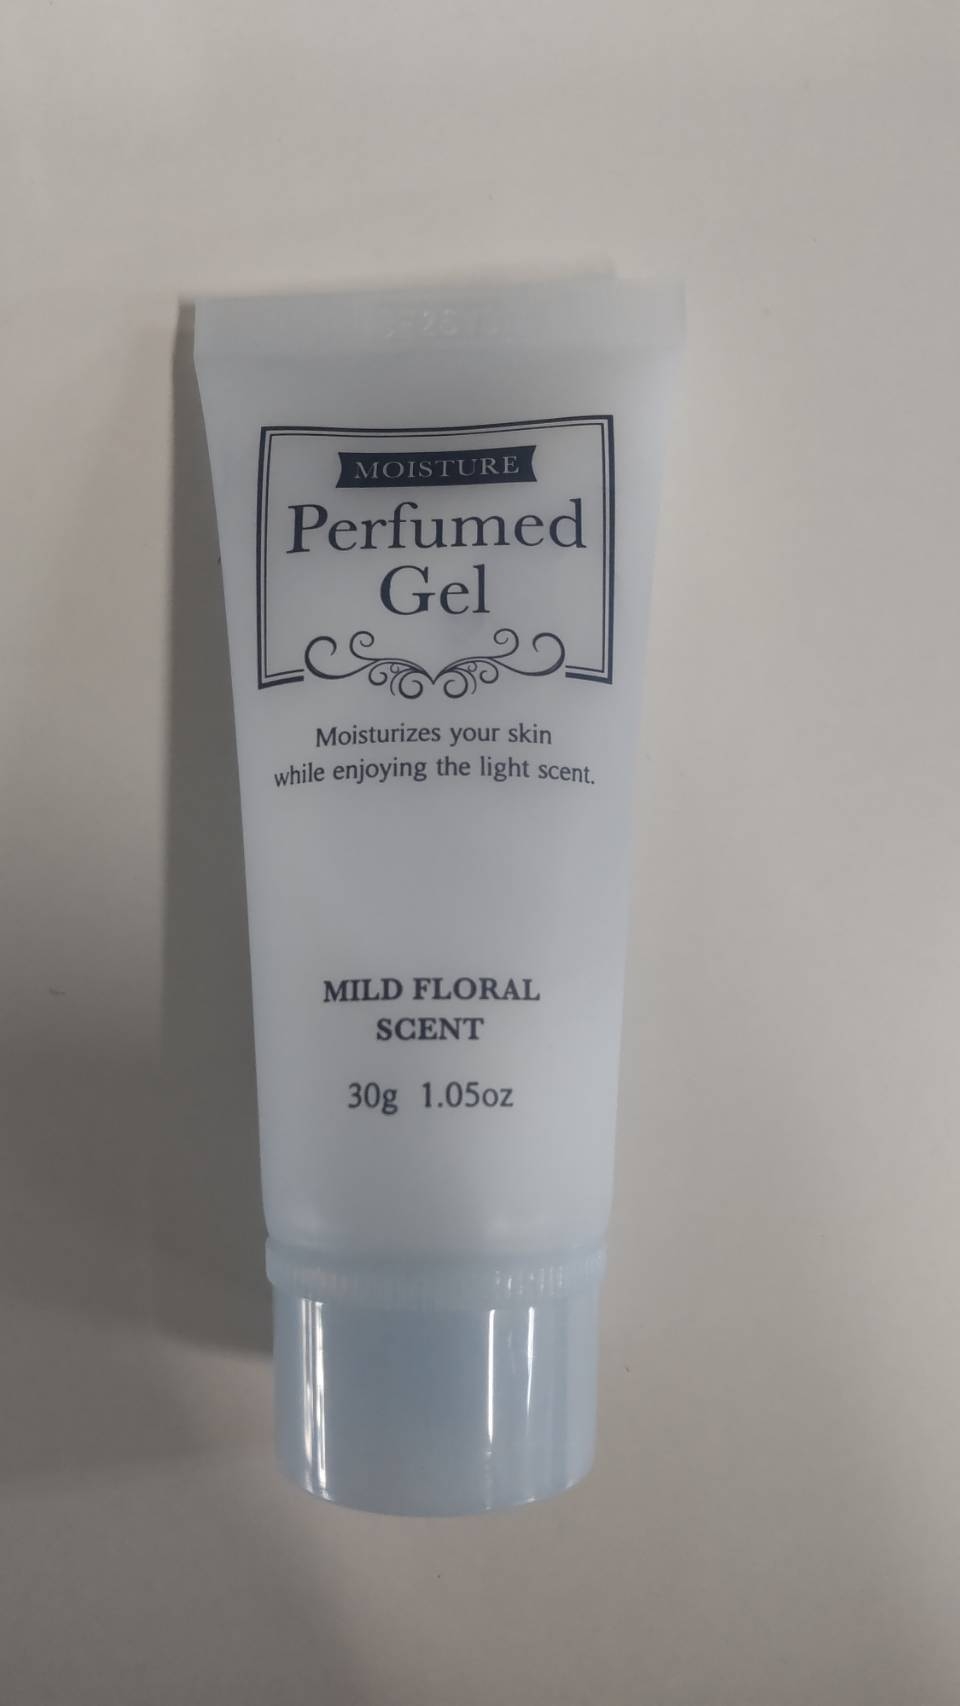 MOISTURE
Perfumed
Gel
Moisturizes your skin
while enjoying the light scent.
MILD FLORAL
SCENT
30g 1.05oz